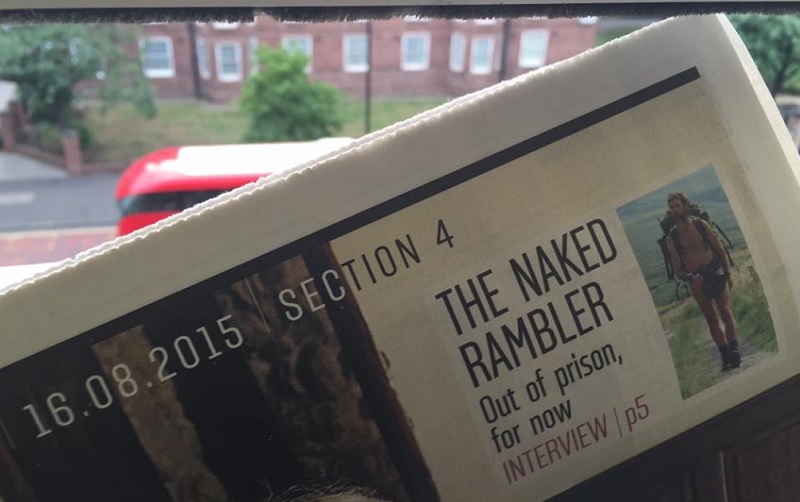 16.08.2015 | SECTION 4
THE NAKED
RAMBLER
Out of prison,
for now
INTERVIEW | p5